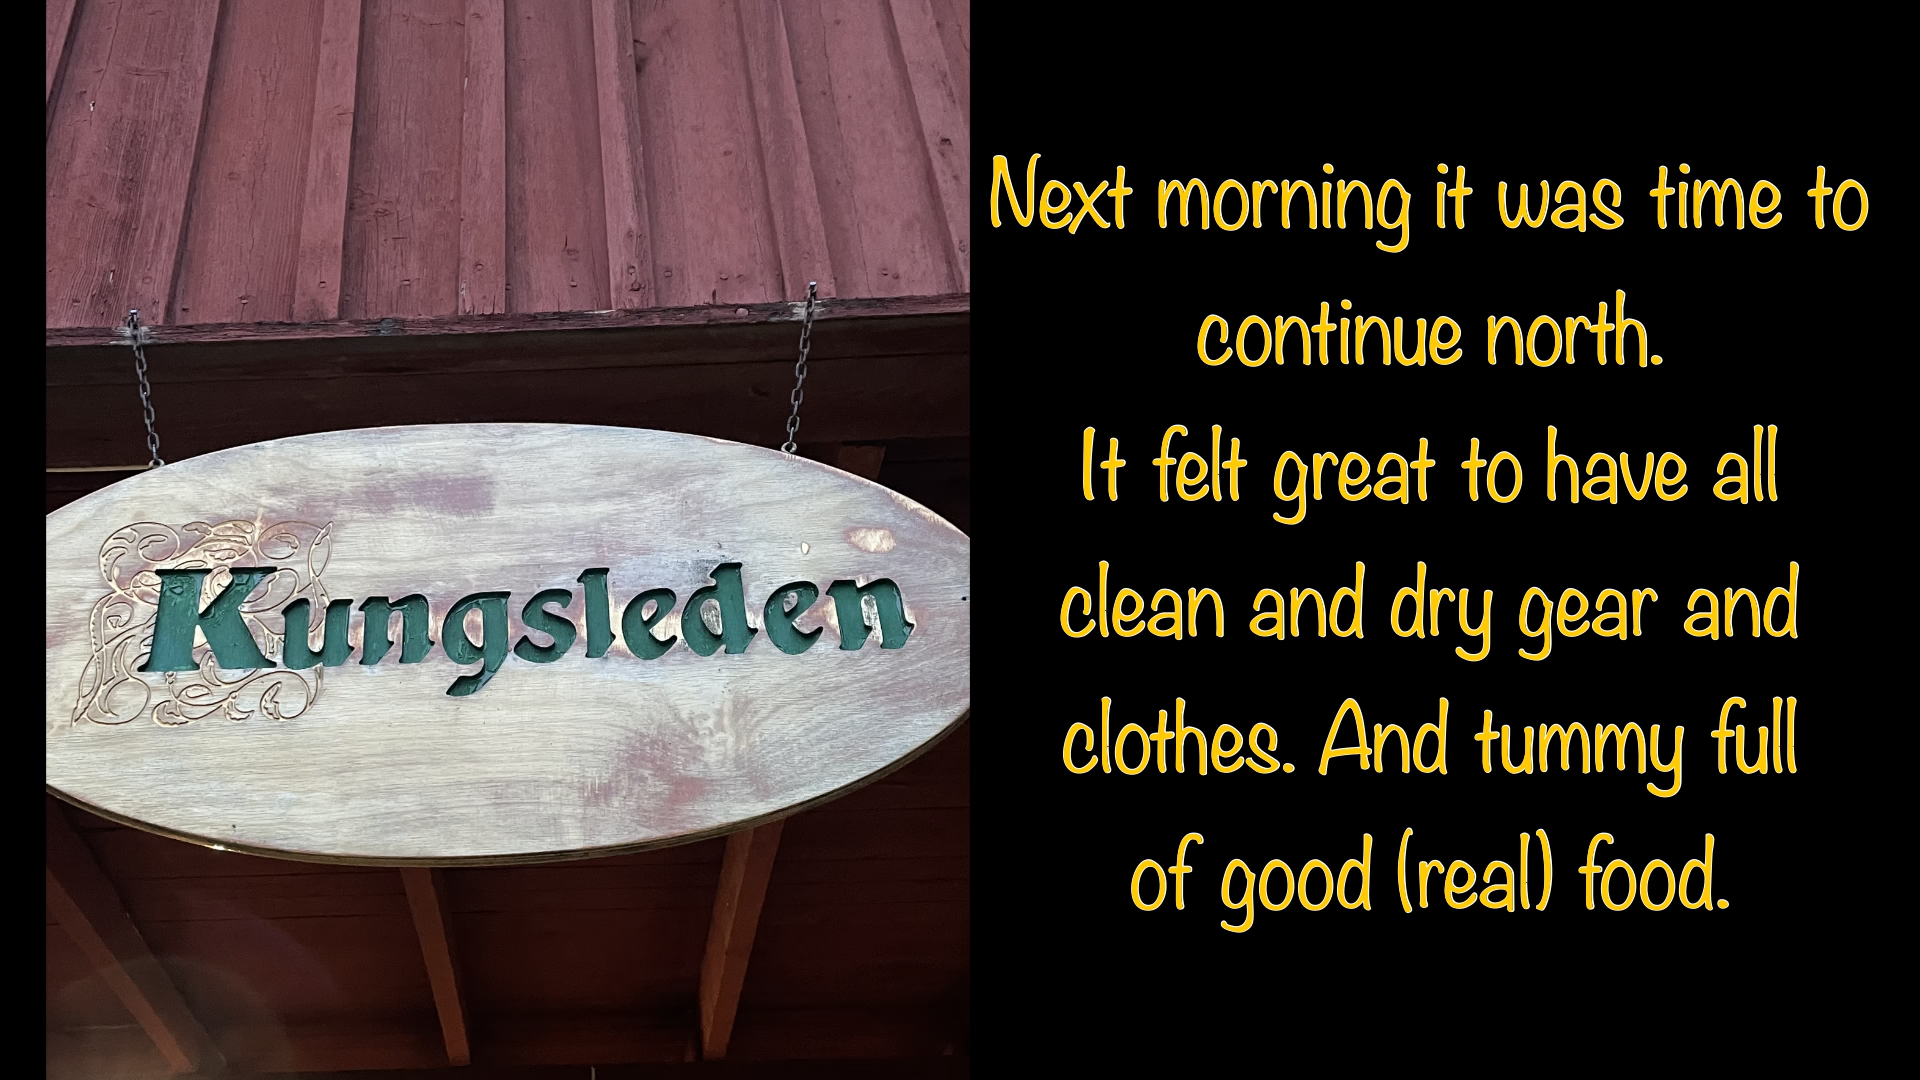 Kungsleden
Next morning it was time to
continue north.
It felt great to have all
clean and dry gear and
clothes. And tummy full
of good (real) food.